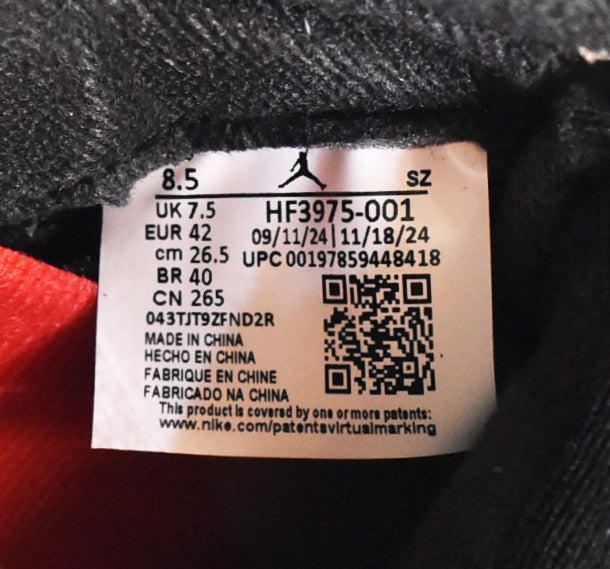 8.5 SZ
UK 7.5 HF3975-001
EUR 42 09/11/24|11/18/24
cm 26.5 UPC 00197859448418
BR 40
CN 265
043TJT9ZFND2R
MADE IN CHINA
HECHO EN CHINA
FABRIQUE EN CHINE
FABRICADO NA CHINA
This product is covered by one or more patents:
www.nike.com/patentsvirtualmarking